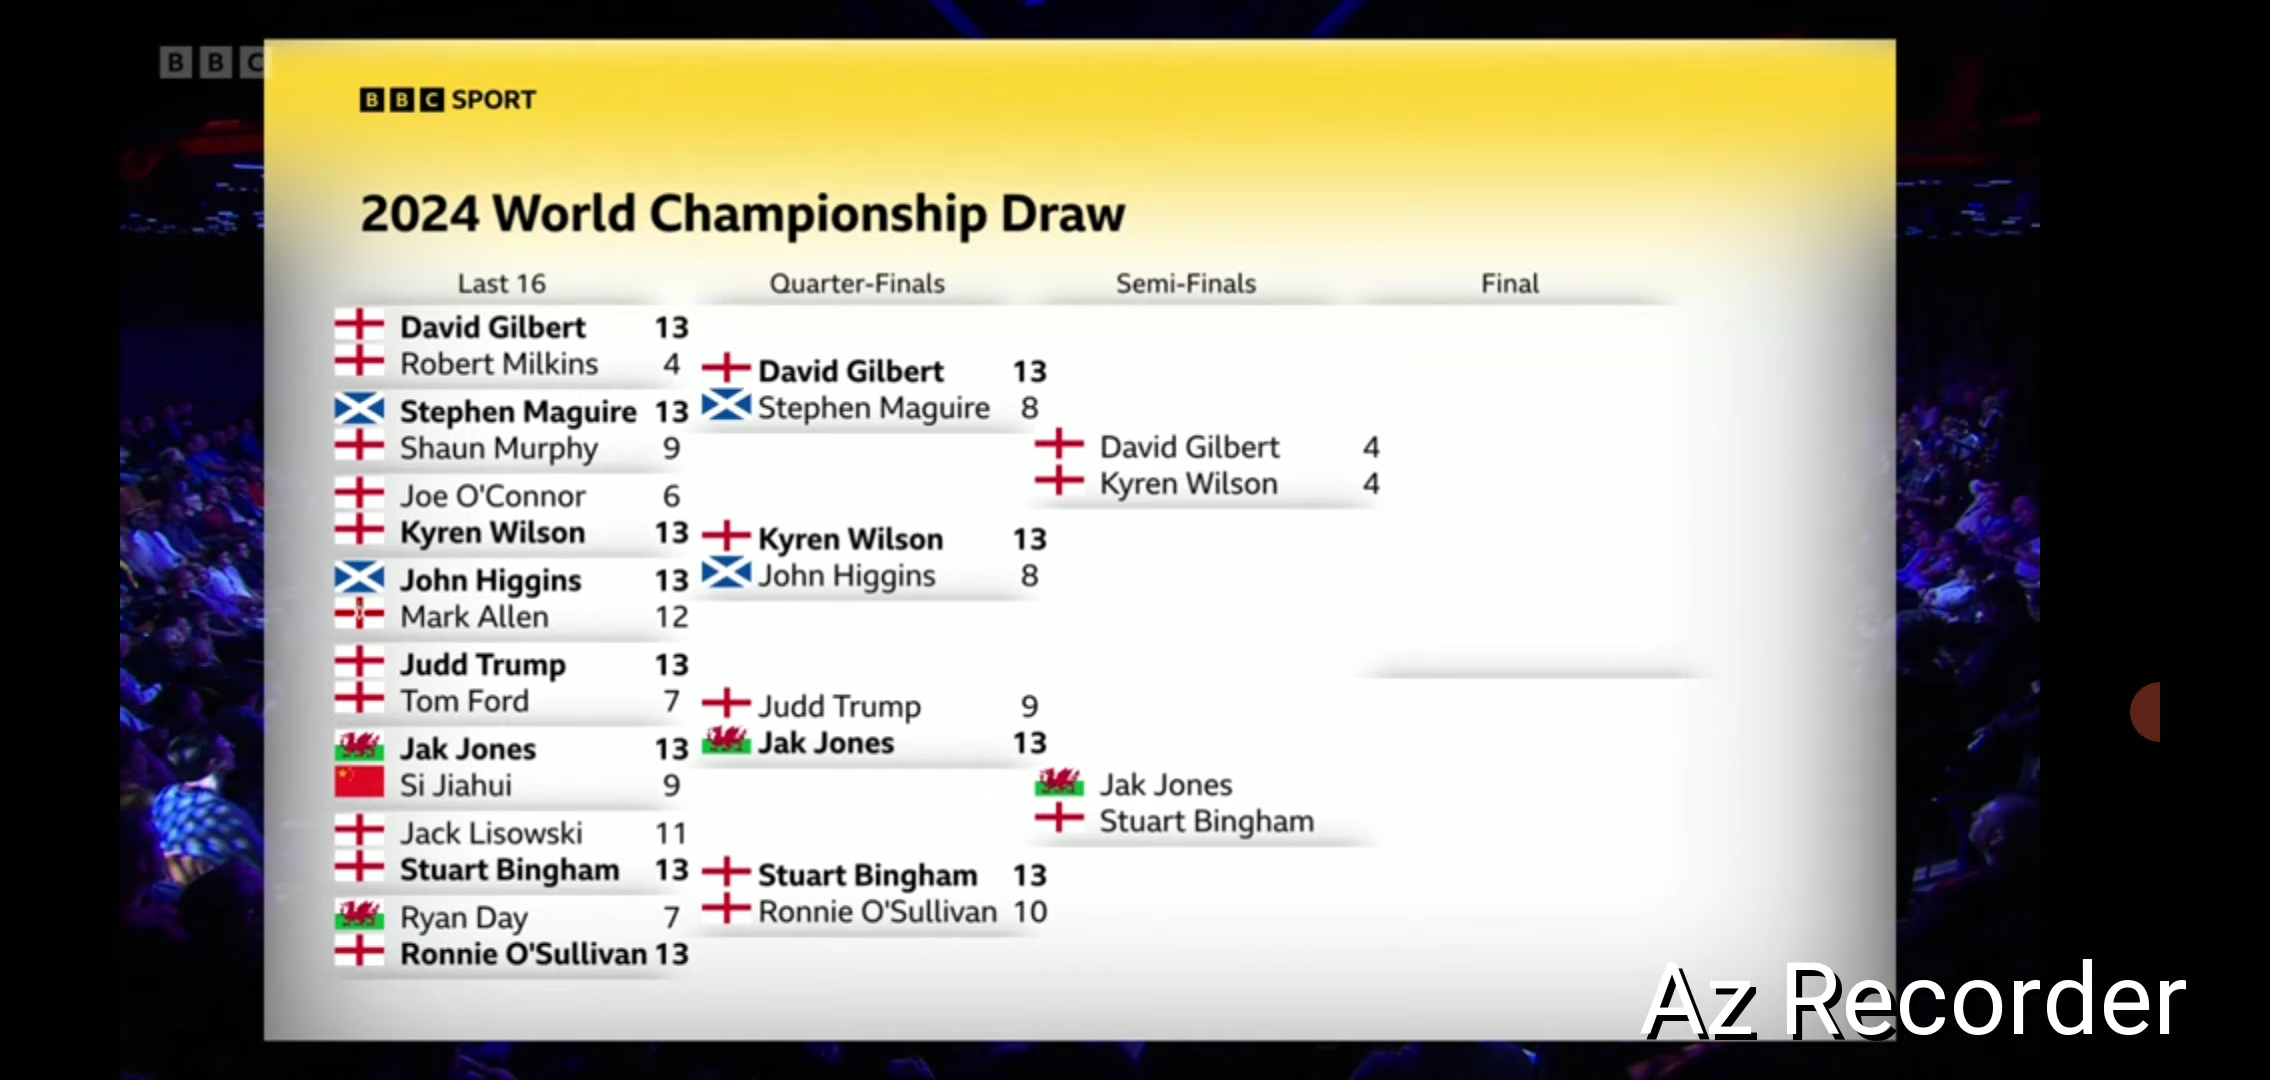 BBC
BBC SPORT
2024 World Championship Draw
Last 16 Quarter-Finals Semi-Finals Final
David Gilbert 13
Robert Milkins 4
Stephen Maguire 13
Shaun Murphy 9
Joe O'Connor 6
Kyren Wilson 13
John Higgins 13
Mark Allen 12
Judd Trump 13
Tom Ford 7
Jak Jones 13
Si Jiahui 9
Jack Lisowski 11
Stuart Bingham 13
Ryan Day 7
Ronnie O'Sullivan 13
David Gilbert 13
Stephen Maguire 8
Kyren Wilson 13
John Higgins 8
Judd Trump 9
Jak Jones 13
Stuart Bingham 13
Ronnie O'Sullivan 10
David Gilbert 4
Kyren Wilson 4
Jak Jones
Stuart Bingham
Az Recorder